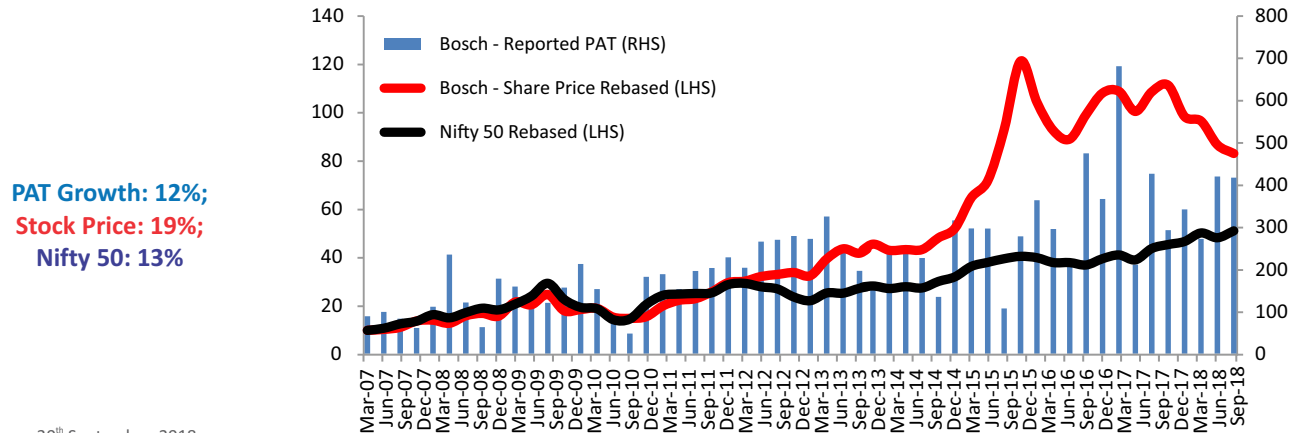 140
120
100
80
60
40
20
0
800
700
600
500
400
300
200
100
0
Bosch - Reported PAT (RHS)
Bosch - Share Price Rebased (LHS)
Nifty 50 Rebased (LHS)
PAT Growth: 12%;
Stock Price: 19%;
Nifty 50: 13%
Mar-07
Jun-07
Sep-07
Dec-07
Mar-08
Jun-08
Sep-08
Dec-08
Mar-09
Jun-09
Sep-09
Dec-09
Mar-10
Jun-10
Sep-10
Dec-10
Mar-11
Jun-11
Sep-11
Dec-11
Mar-12
Jun-12
Sep-12
Dec-12
Mar-13
Jun-13
Sep-13
Dec-13
Mar-14
Jun-14
Sep-14
Dec-14
Mar-15
Jun-15
Sep-15
Dec-15
Mar-16
Jun-16
Sep-16
Dec-16
Mar-17
Jun-17
Sep-17
Dec-17
Mar-18
Jun-18
Sep-18
September